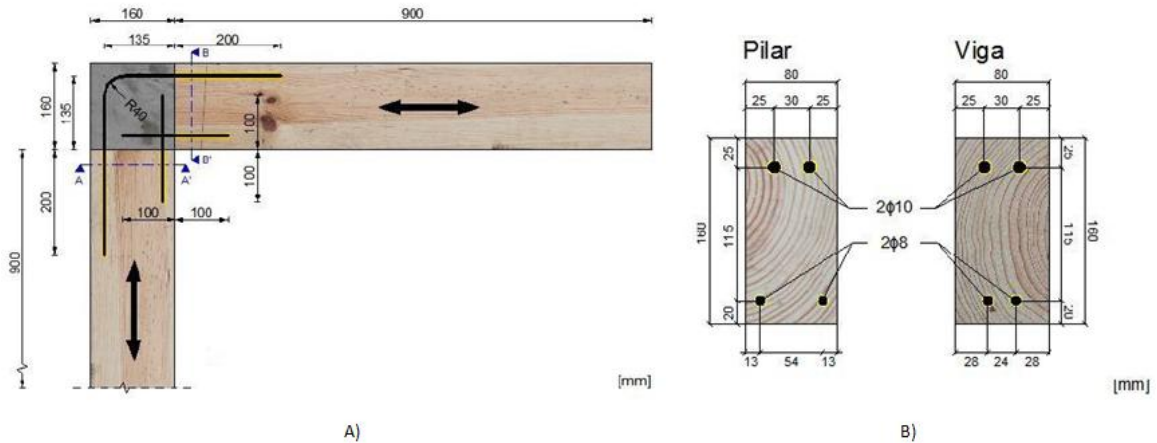 160 900
135 200
B
160
135
R40
100
B'
A A'
100
200
100 100
900
[mm]
A)
Pilar Viga
80 80
25 30 25 25 30 25
25 25
2ϕ10
160 115 115 160
2ϕ8
20 20
13 54 13 28 24 28
[mm]
B)